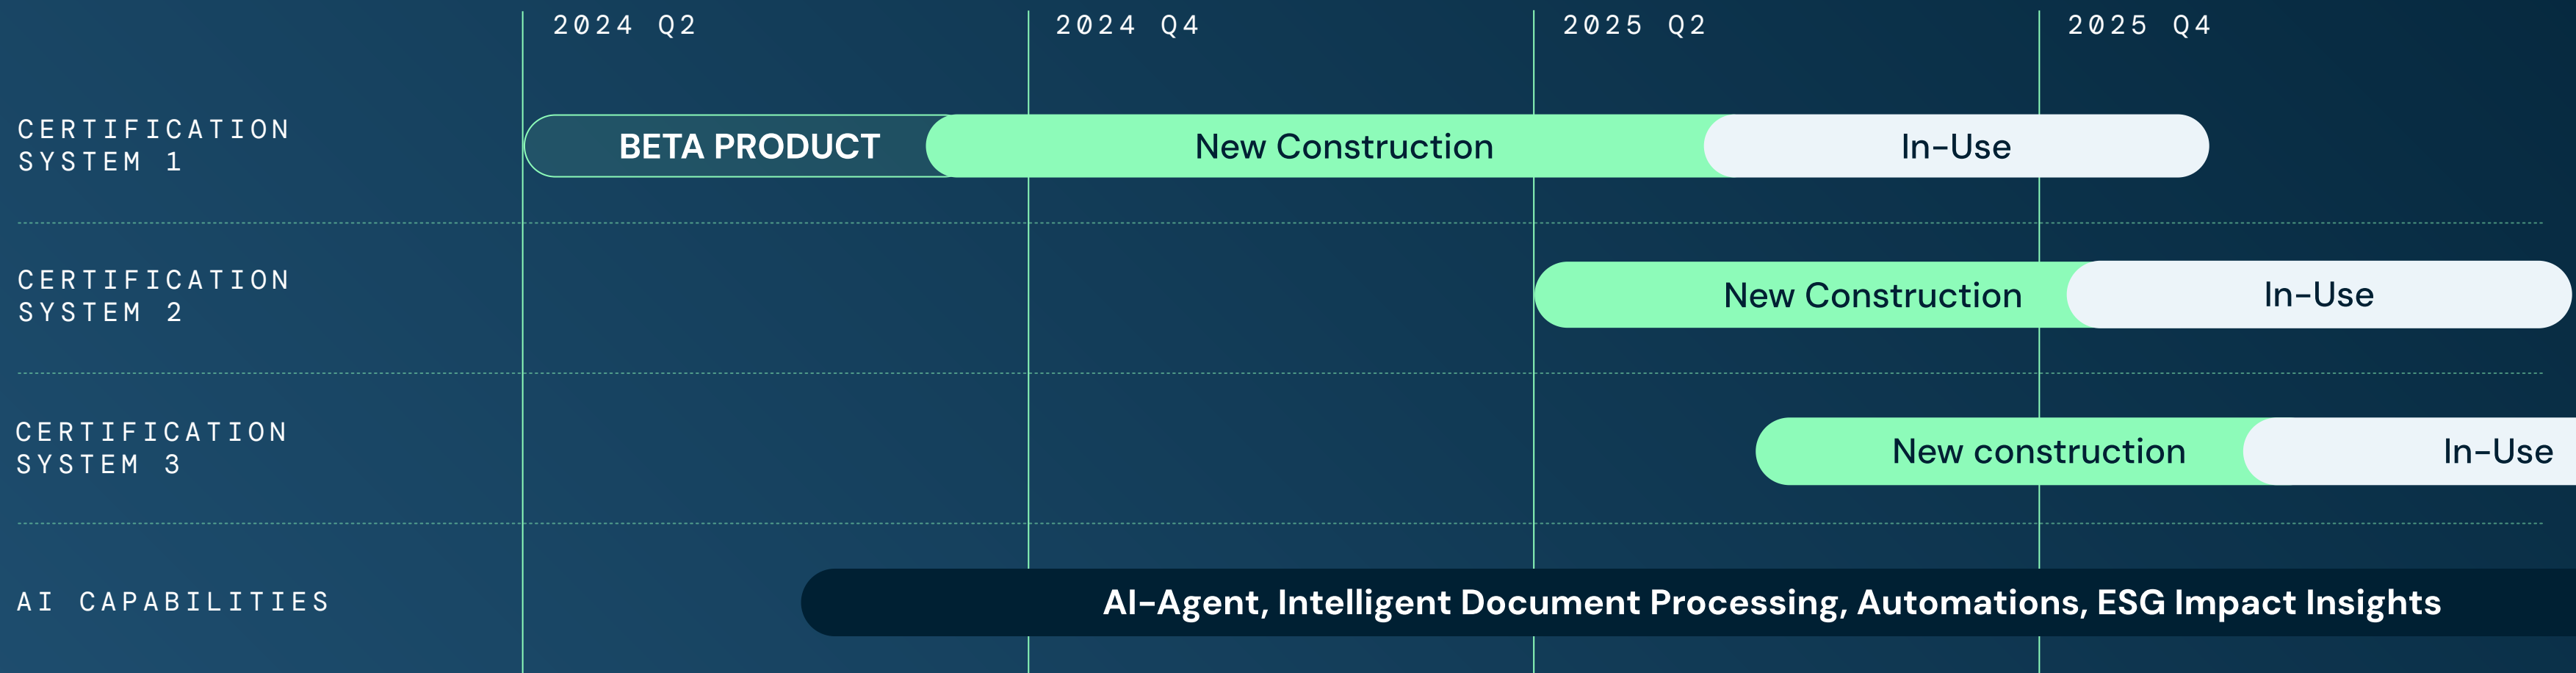 2024 Q2
2024 Q4
2025 Q2
2025 Q4
CERTIFICATION
SYSTEM 1
BETA PRODUCT
New Construction
In-Use
CERTIFICATION
SYSTEM 2
New Construction
In-Use
CERTIFICATION
SYSTEM 3
New construction
In-Use
AI CAPABILITIES
AI-Agent, Intelligent Document Processing, Automations, ESG Impact Insights